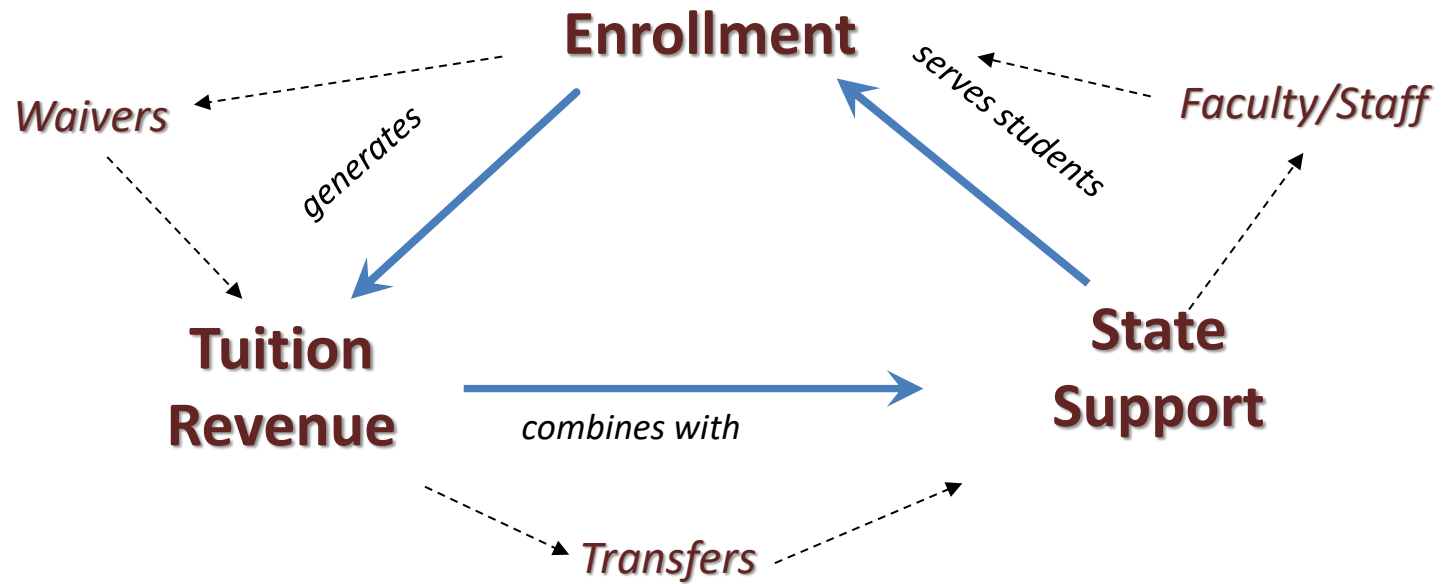 Enrollment
serves students
Faculty/Staff
Waivers
generates
Tuition
Revenue
State
Support
combines with
Transfers